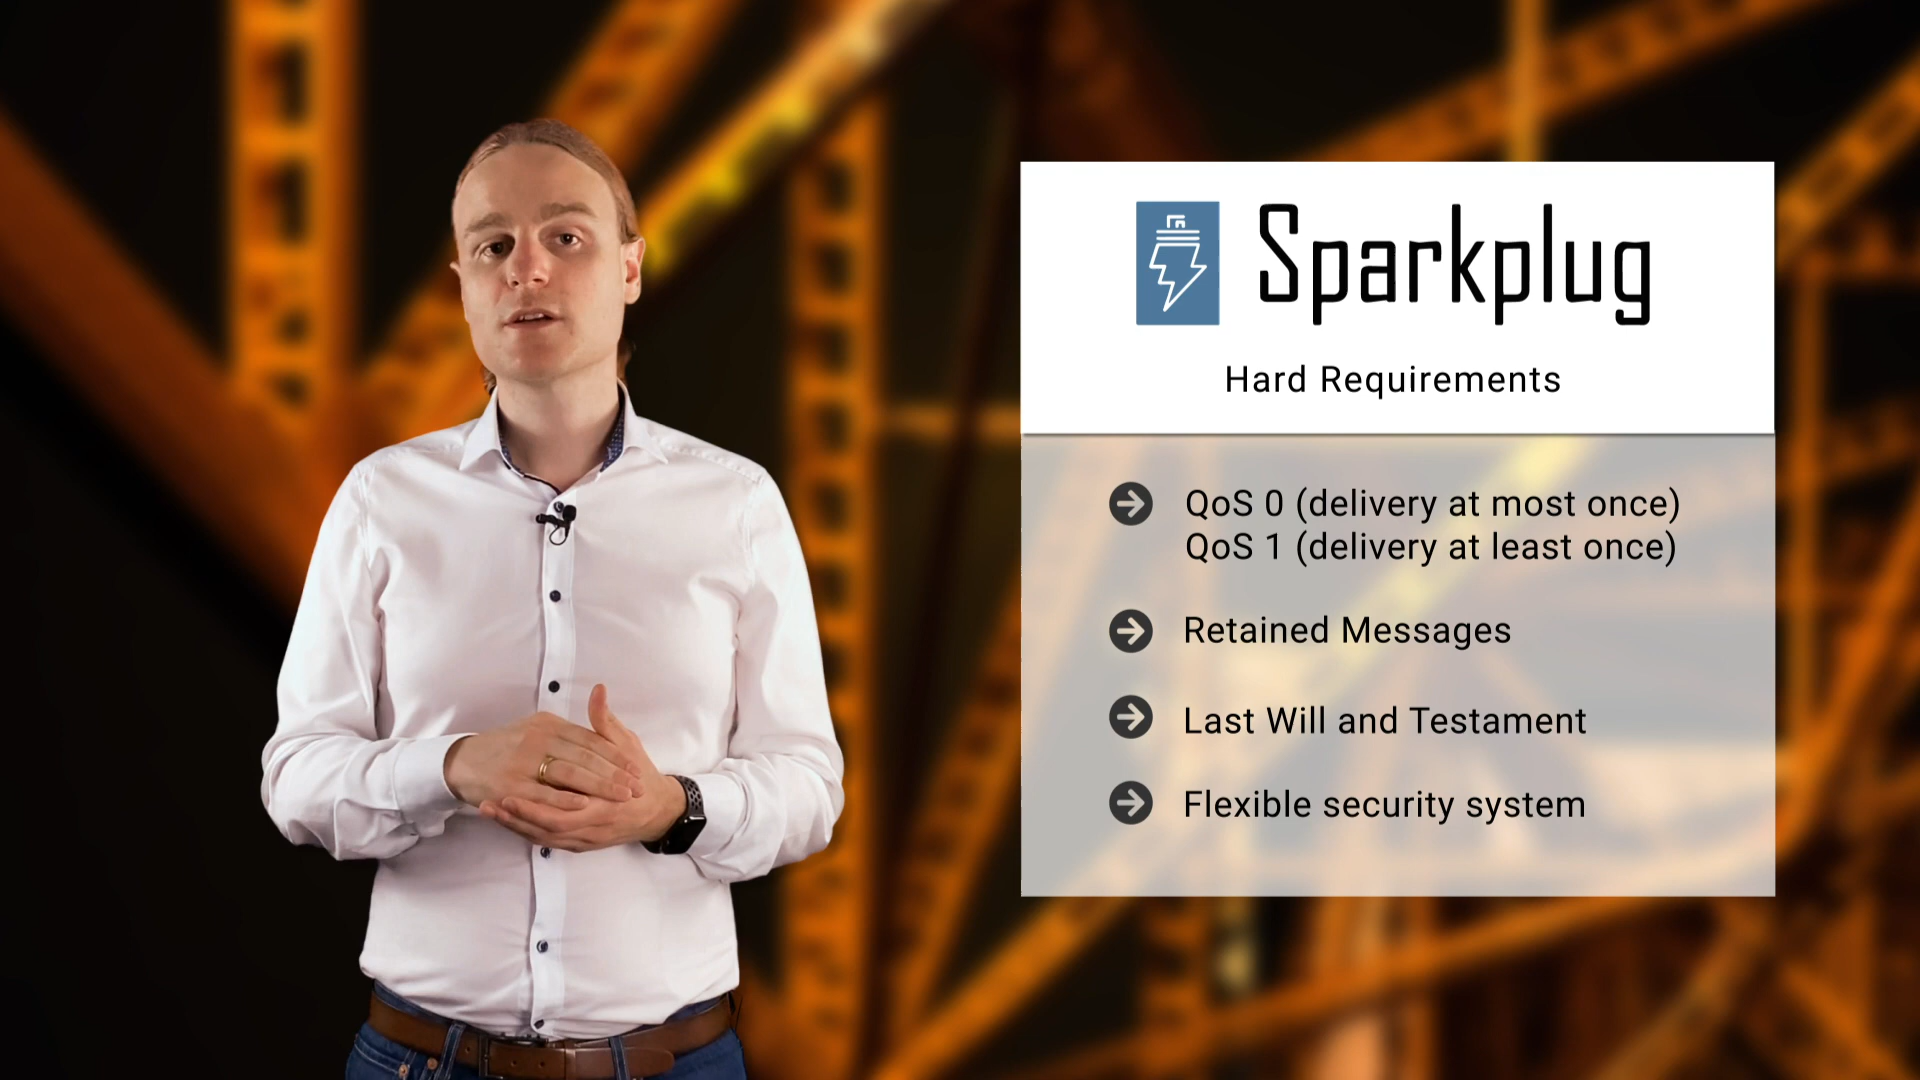 Sparkplug
Hard Requirements
QoS 0 (delivery at most once)
QoS 1 (delivery at least once)
Retained Messages
Last Will and Testament
Flexible security system